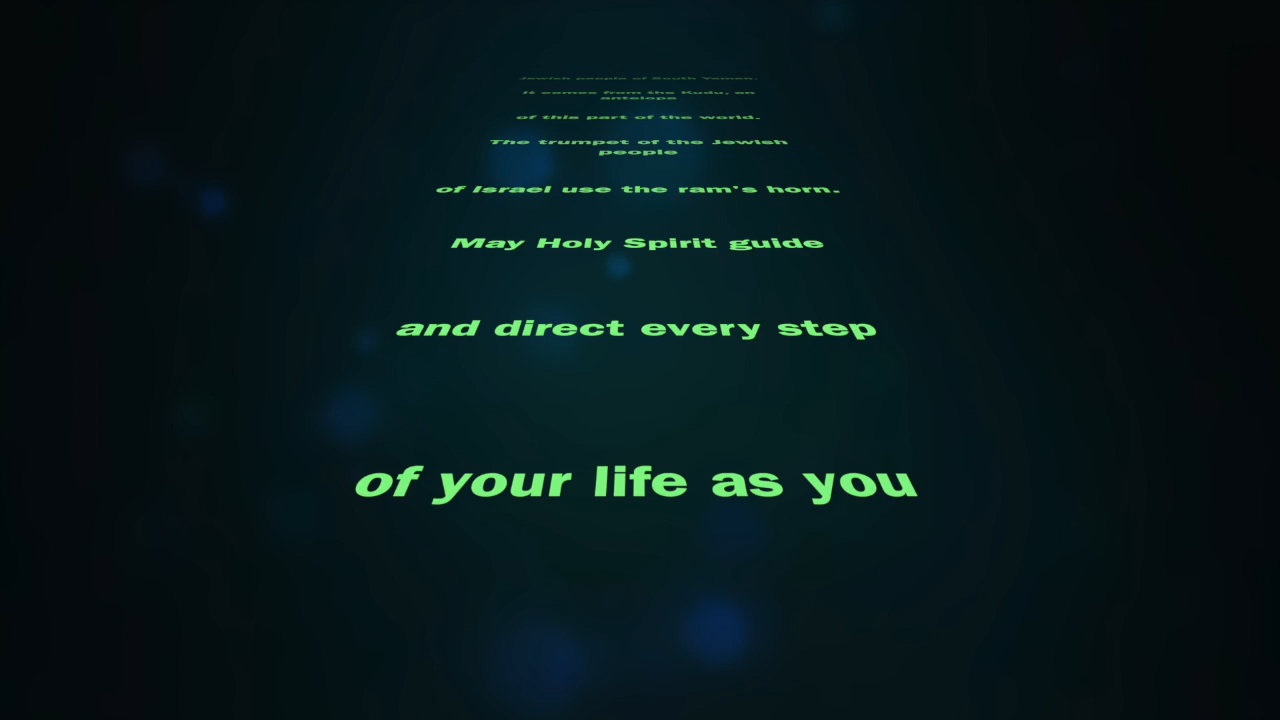 Jewish people of South Yemen.
It comes from the Kudu, an
antelope
of this part of the world.
The trumpet of the Jewish
people
of Israel use the ram's horn.
May Holy Spirit guide
and direct every step
of your life as you